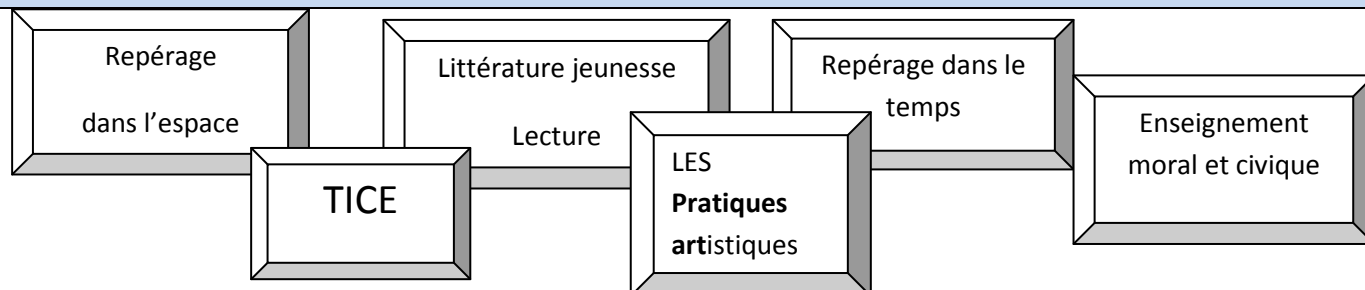 Repérage
dans l’espace
TICE
Littérature jeunesse
Lecture
LES
Pratiques
artistiques
Repérage dans le
temps
Enseignement
moral et civique